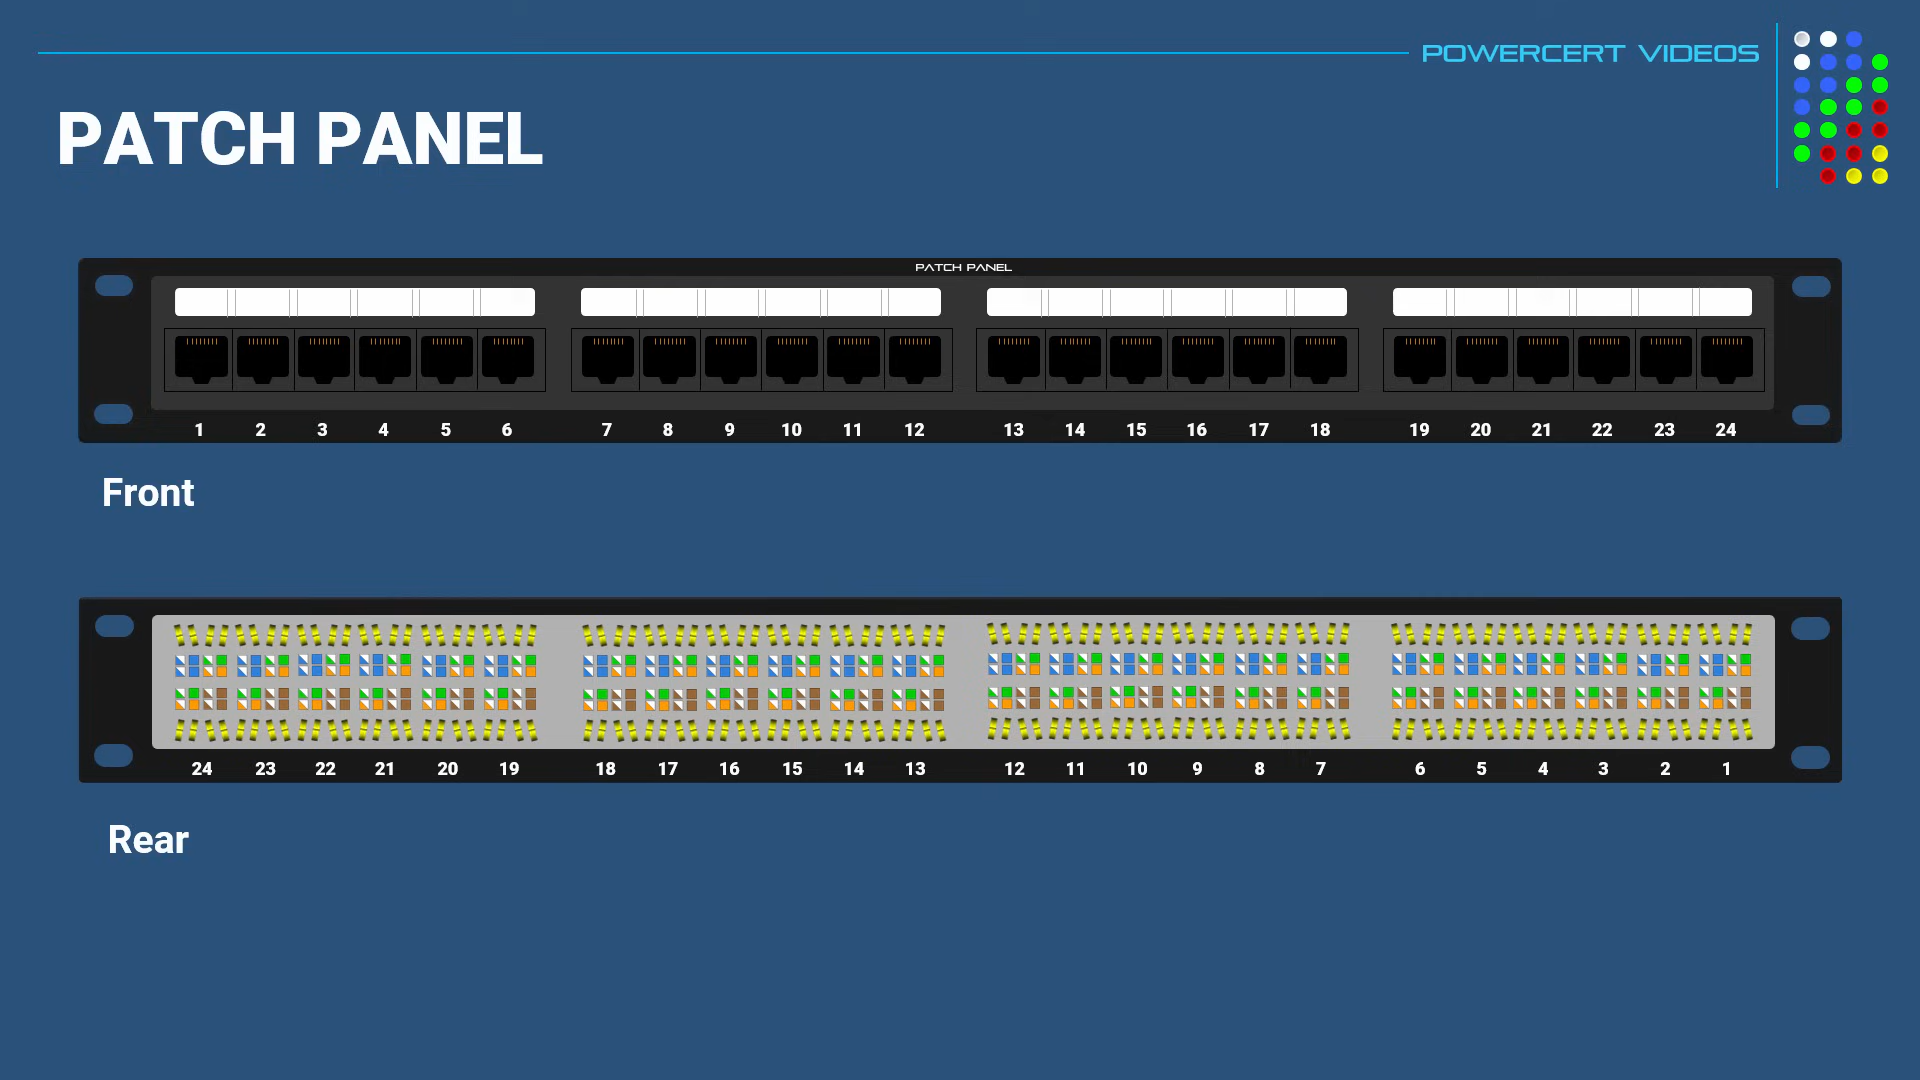 POWERCERT VIDEOS
PATCH PANEL
PATCH PANEL
1 2 3 4 5 6 7 8 9 10 11 12 13 14 15 16 17 18 19 20 21 22 23 24
Front
24 23 22 21 20 19 18 17 16 15 14 13 12 11 10 9 8 7 6 5 4 3 2 1
Rear